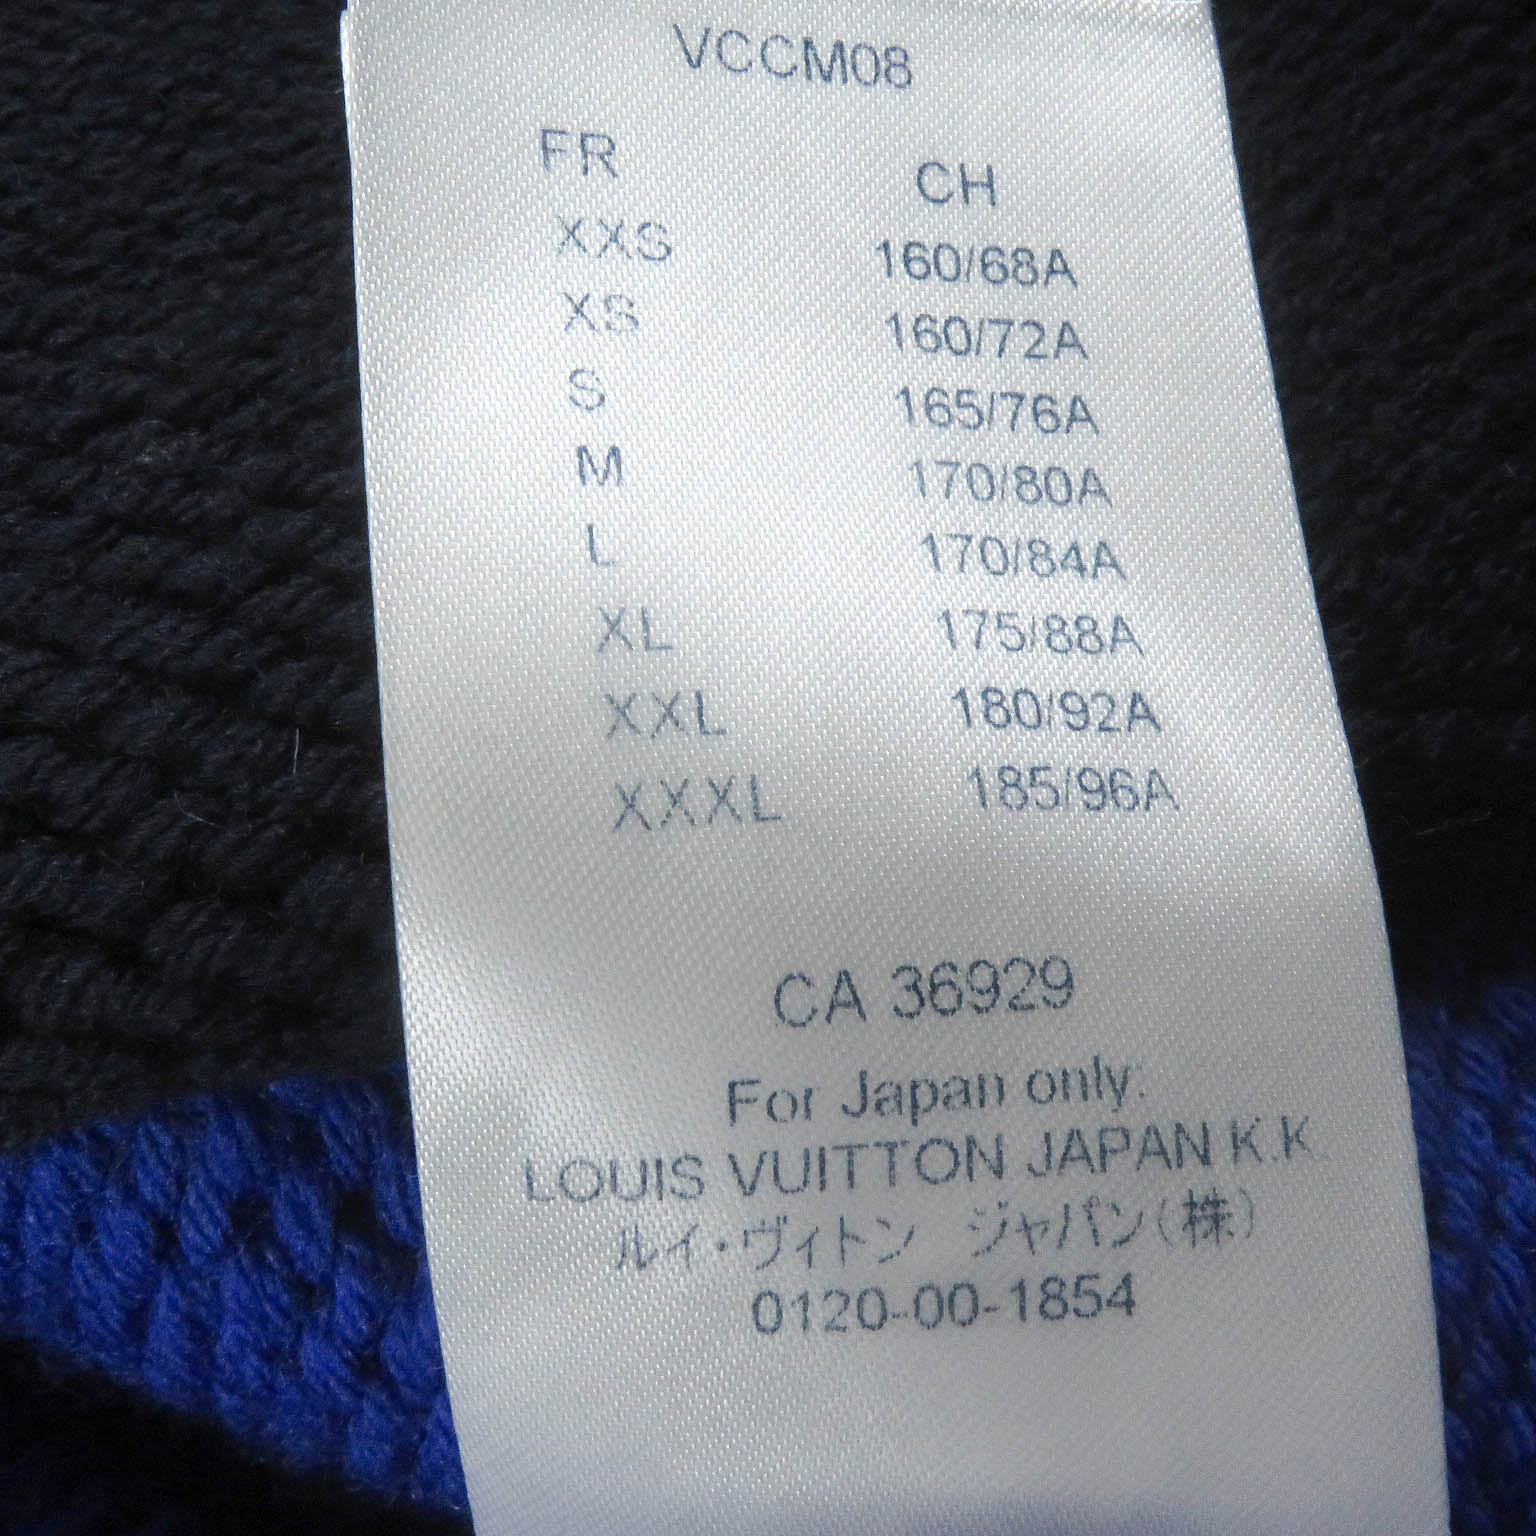 VCCM08
FR CH
XXS 160/68A
XS 160/72A
S 165/76A
M 170/80A
L 170/84A
XL 175/88A
XXL 180/92A
XXXL 185/96A
CA 36929
For Japan only:
LOUIS VUITTON JAPAN K.K.
ルイ・ヴィトン ジャパン(株)
0120-00-1854